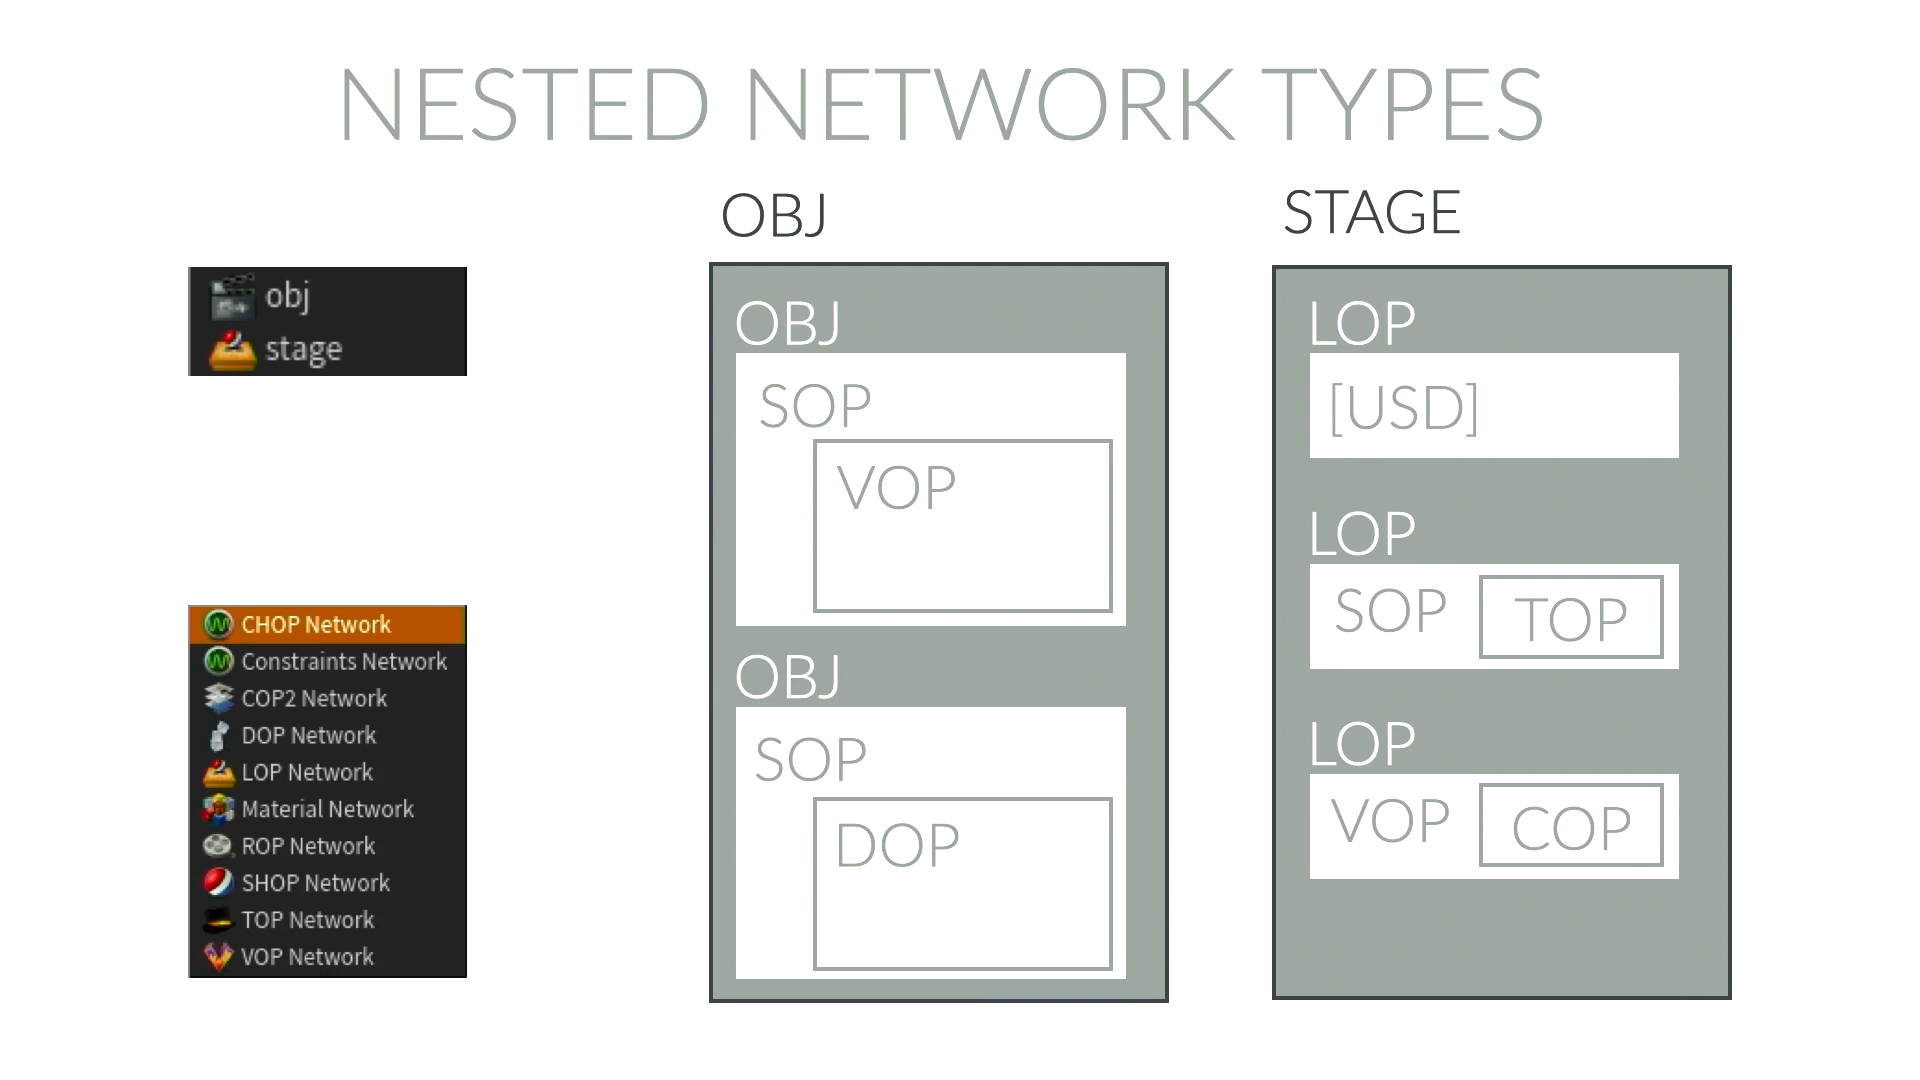 NESTED NETWORK TYPES
obj
stage
CHOP Network
Constraints Network
COP2 Network
DOP Network
LOP Network
Material Network
ROP Network
SHOP Network
TOP Network
VOP Network
OBJ
OBJ
SOP
VOP
OBJ
SOP
DOP
STAGE
LOP
[USD]
LOP
SOP TOP
LOP
VOP COP